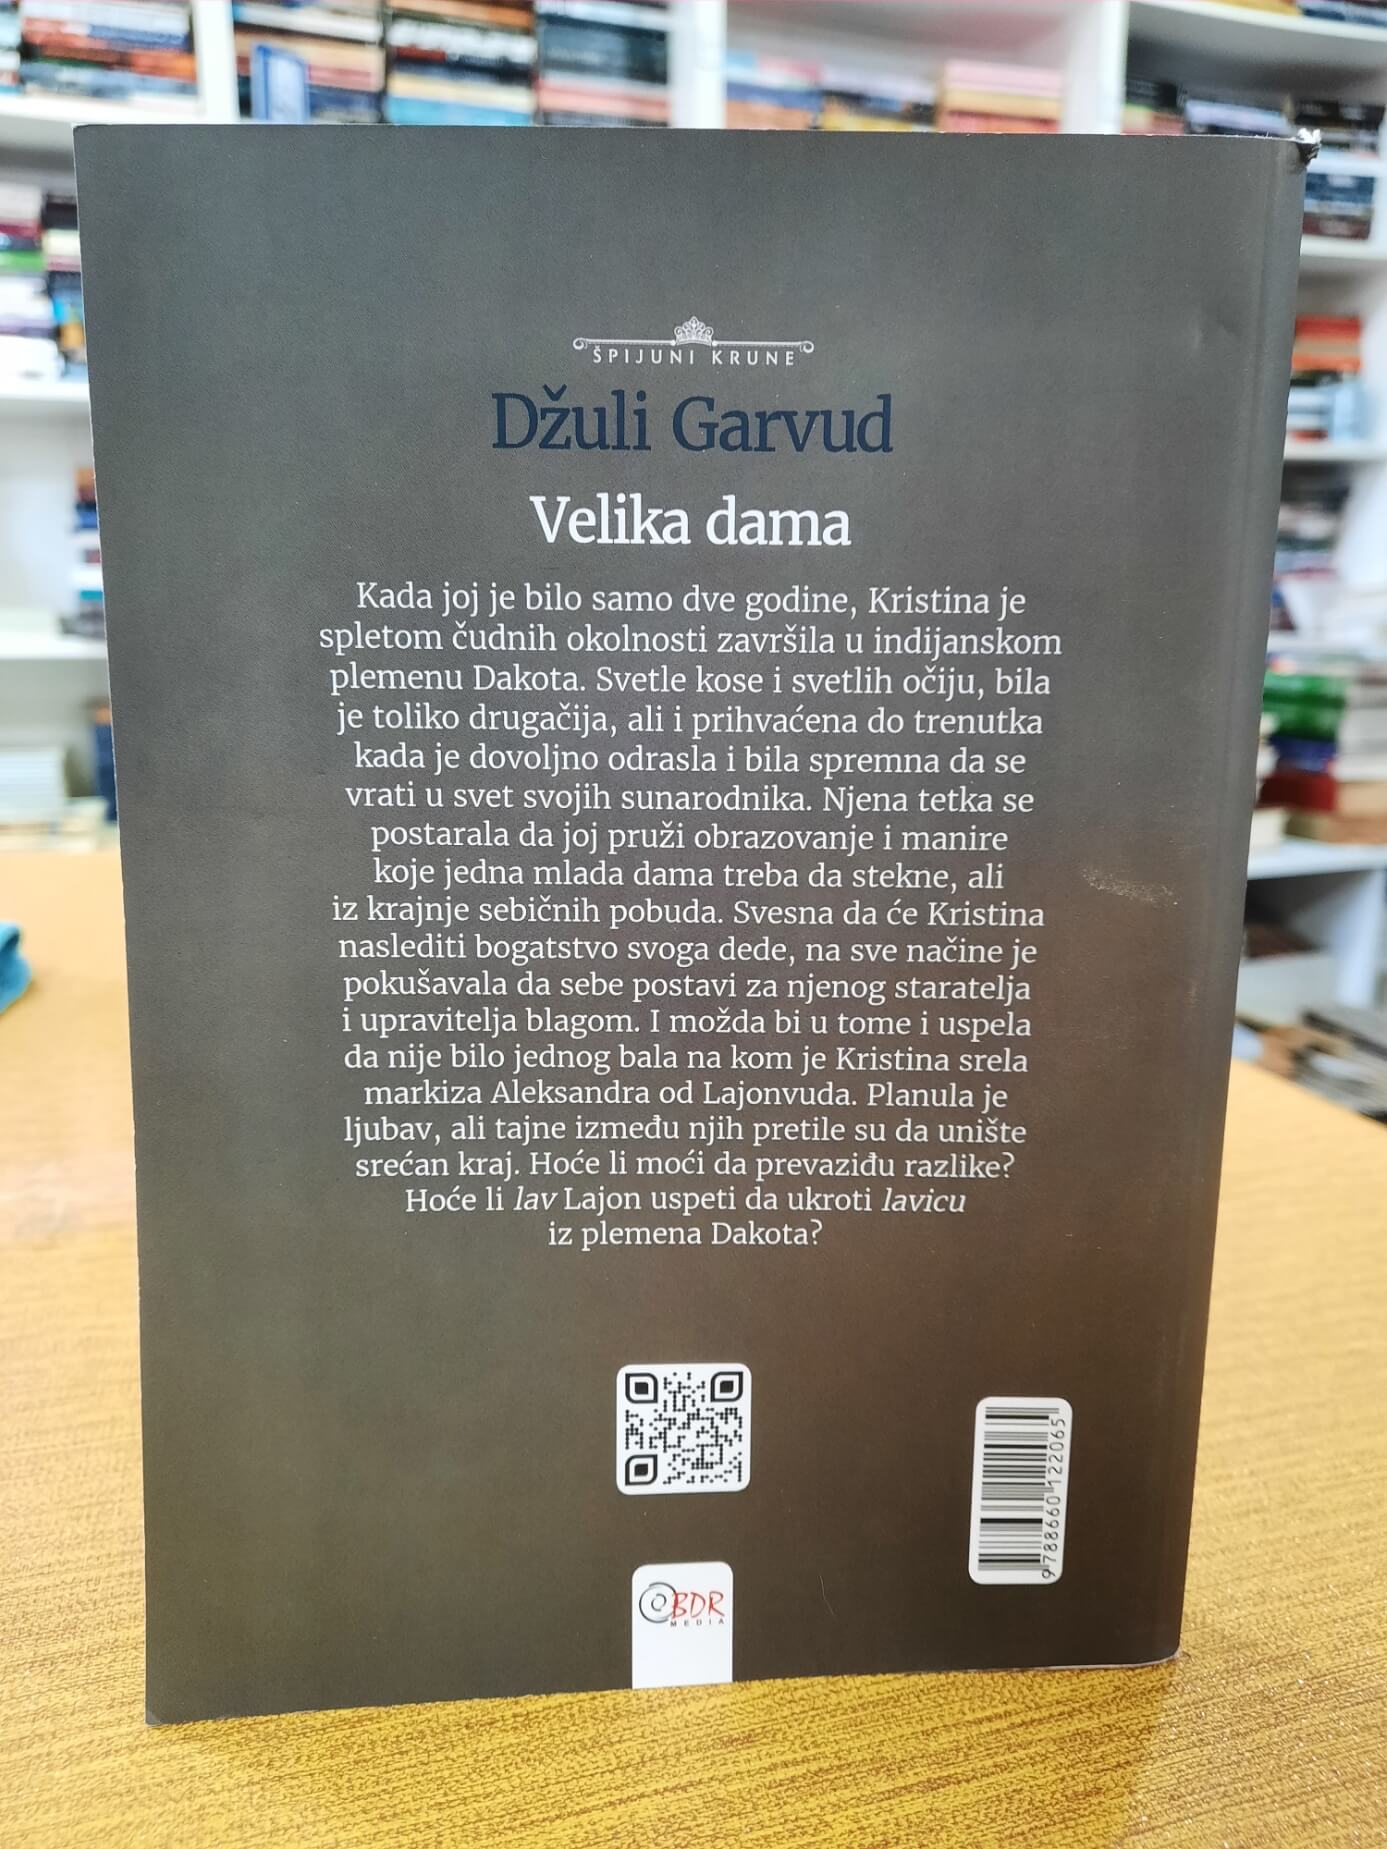 ŠPIJUNI KRUNE
Džuli Garvud
Velika dama
Kada joj je bilo samo dve godine, Kristina je
spletom čudnih okolnosti završila u indijanskom
plemenu Dakota. Svetle kose i svetlih očiju, bila
je toliko drugačija, ali i prihvaćena do trenutka
kada je dovoljno odrasla i bila spremna da se
vrati u svet svojih sunarodnika. Njena tetka se
postarala da joj pruži obrazovanje i manire
koje jedna mlada dama treba da stekne, ali
iz krajnje sebičnih pobuda. Svesna da će Kristina
naslediti bogatstvo svoga dede, na sve načine je
pokušavala da sebe postavi za njenog staratelja
i upravitelja blagom. I možda bi u tome i uspela
da nije bilo jednog bala na kom je Kristina srela
markiza Aleksandra od Lajonvuda. Planula je
ljubav, ali tajne između njih pretile su da unište
srećan kraj. Hoće li moći da prevaziđu razlike?
Hoće li lav Lajon uspeti da ukroti lavicu
iz plemena Dakota?
9788660122065
BDR
MEDIA